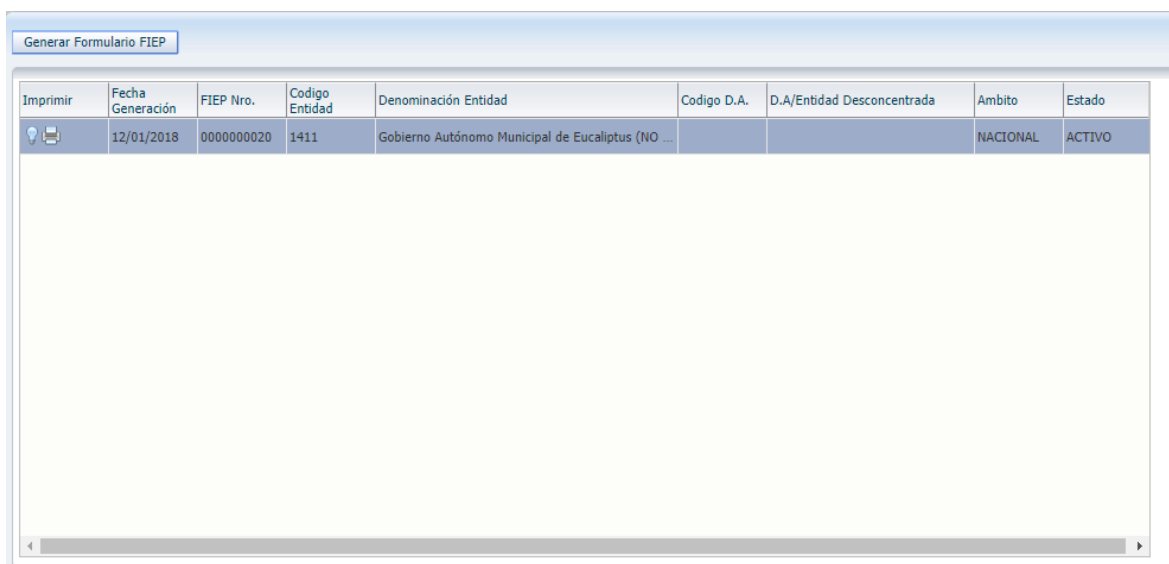 Generar Formulario FIEP
Imprimir Fecha Generación FIEP Nro. Codigo Entidad Denominación Entidad Codigo D.A. D.A/Entidad Desconcentrada Ambito Estado
12/01/2018 0000000020 1411 Gobierno Autónomo Municipal de Eucaliptus (NO ... NACIONAL ACTIVO